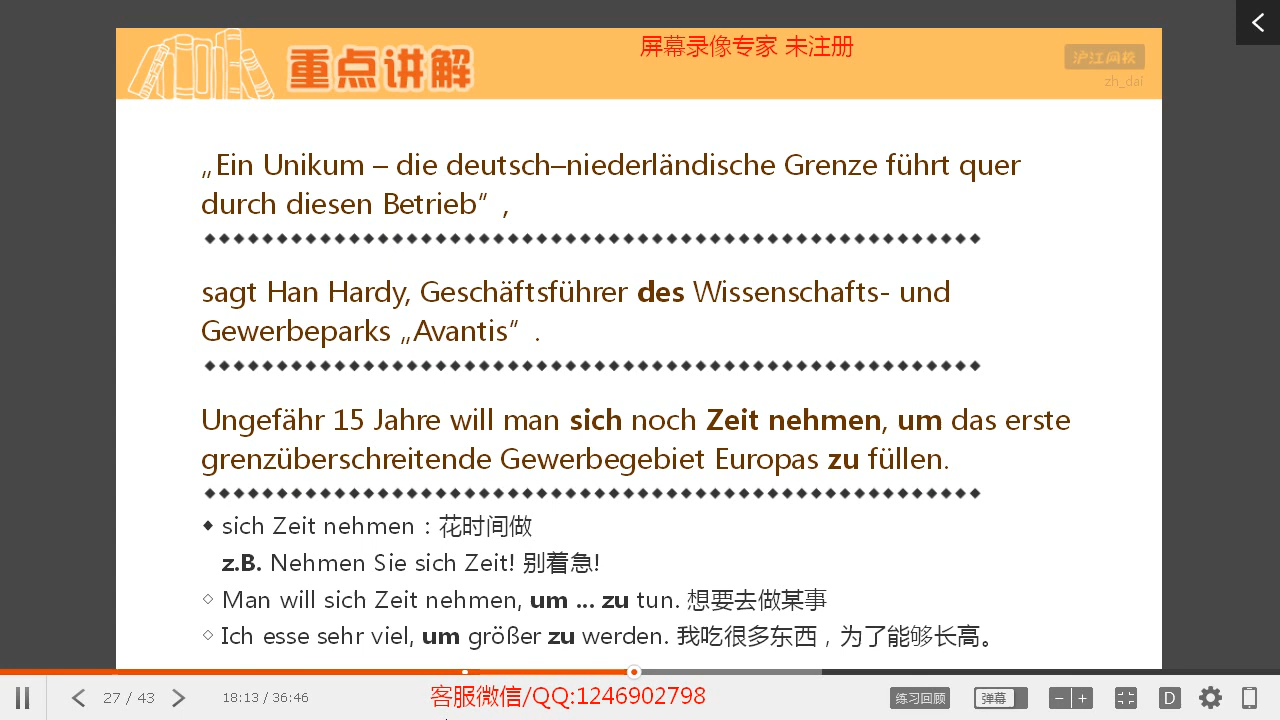 屏幕录像专家 未注册
重点讲解
沪江网校
zh_dai
„Ein Unikum – die deutsch–niederländische Grenze führt quer
durch diesen Betrieb“ ,
sagt Han Hardy, Geschäftsführer des Wissenschafts- und
Gewerbeparks „Avantis“ .
Ungefähr 15 Jahre will man sich noch Zeit nehmen, um das erste
grenzüberschreitende Gewerbegebiet Europas zu füllen.
sich Zeit nehmen : 花时间做
z.B. Nehmen Sie sich Zeit! 别着急!
Man will sich Zeit nehmen, um ... zu tun. 想要去做某事
Ich esse sehr viel, um größer zu werden. 我吃很多东西，为了能够长高。
27 / 43
18:13 / 36:46
客服微信/QQ:1246902798
练习回顾
弹幕
D